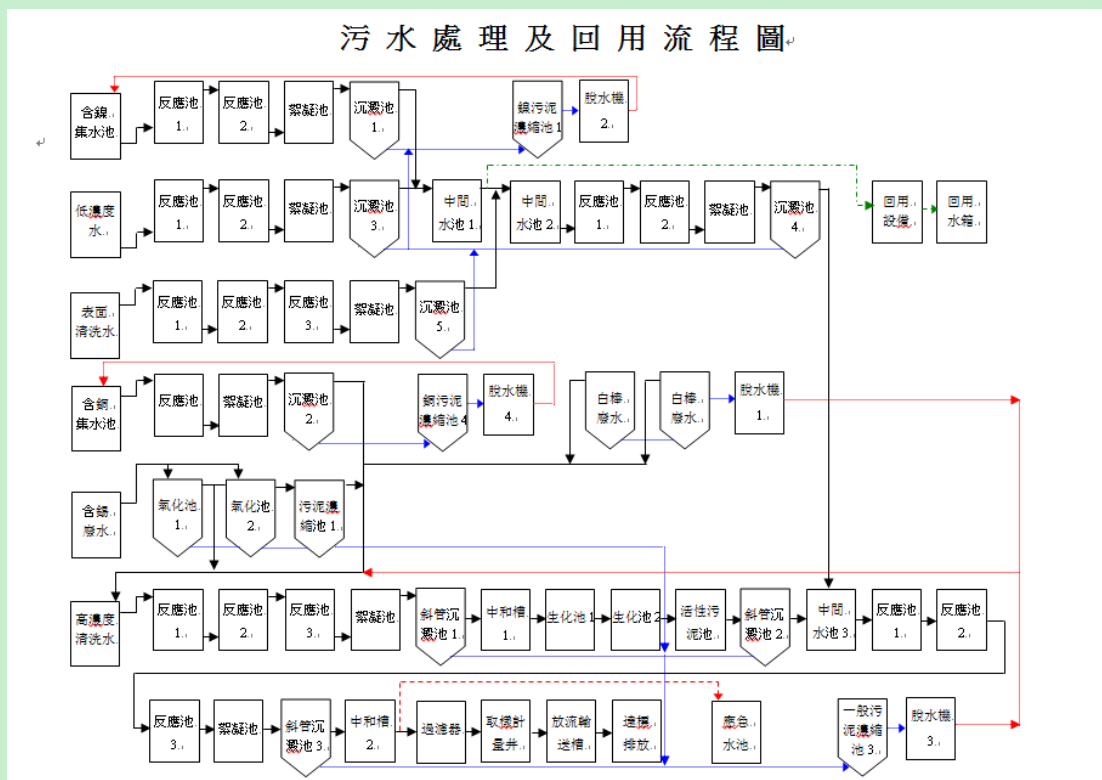 污水處理及回用流程圖
含鎳
集水池
反應池
1.
反應池
2.
絮凝池
沉澱池
1.
鎳污泥
濃縮池1
脫水機
2.
低濃度
水
反應池
1.
反應池
2.
絮凝池
沉澱池
3.
中間
水池1
中間
水池2
反應池
1.
反應池
2.
絮凝池
沉澱池
4.
回用
設備
回用
水箱
表面
清洗水
反應池
1.
反應池
2.
反應池
3.
絮凝池
沉澱池
5.
含銅
集水池
反應池
絮凝池
沉澱池
2.
銅污泥
濃縮池4
脫水機
4.
白棒
廢水
白棒
廢水
脫水機
1.
含錫
廢水
氧化池
1.
氧化池
2.
污泥濃
縮池1
高濃度
清洗水
反應池
1.
反應池
2.
反應池
3.
絮凝池
斜管沉
澱池1
中和槽
1.
生化池1
生化池2
活性污
泥池
斜管沉
澱池2
中間
水池3
反應池
1.
反應池
2.
反應池
3.
絮凝池
斜管沉
澱池3
中和槽
2.
過濾器
取樣計
量井
放流輸
送槽
達標
排放
應急
水池
一般污
泥濃縮
池3
脫水機
3.